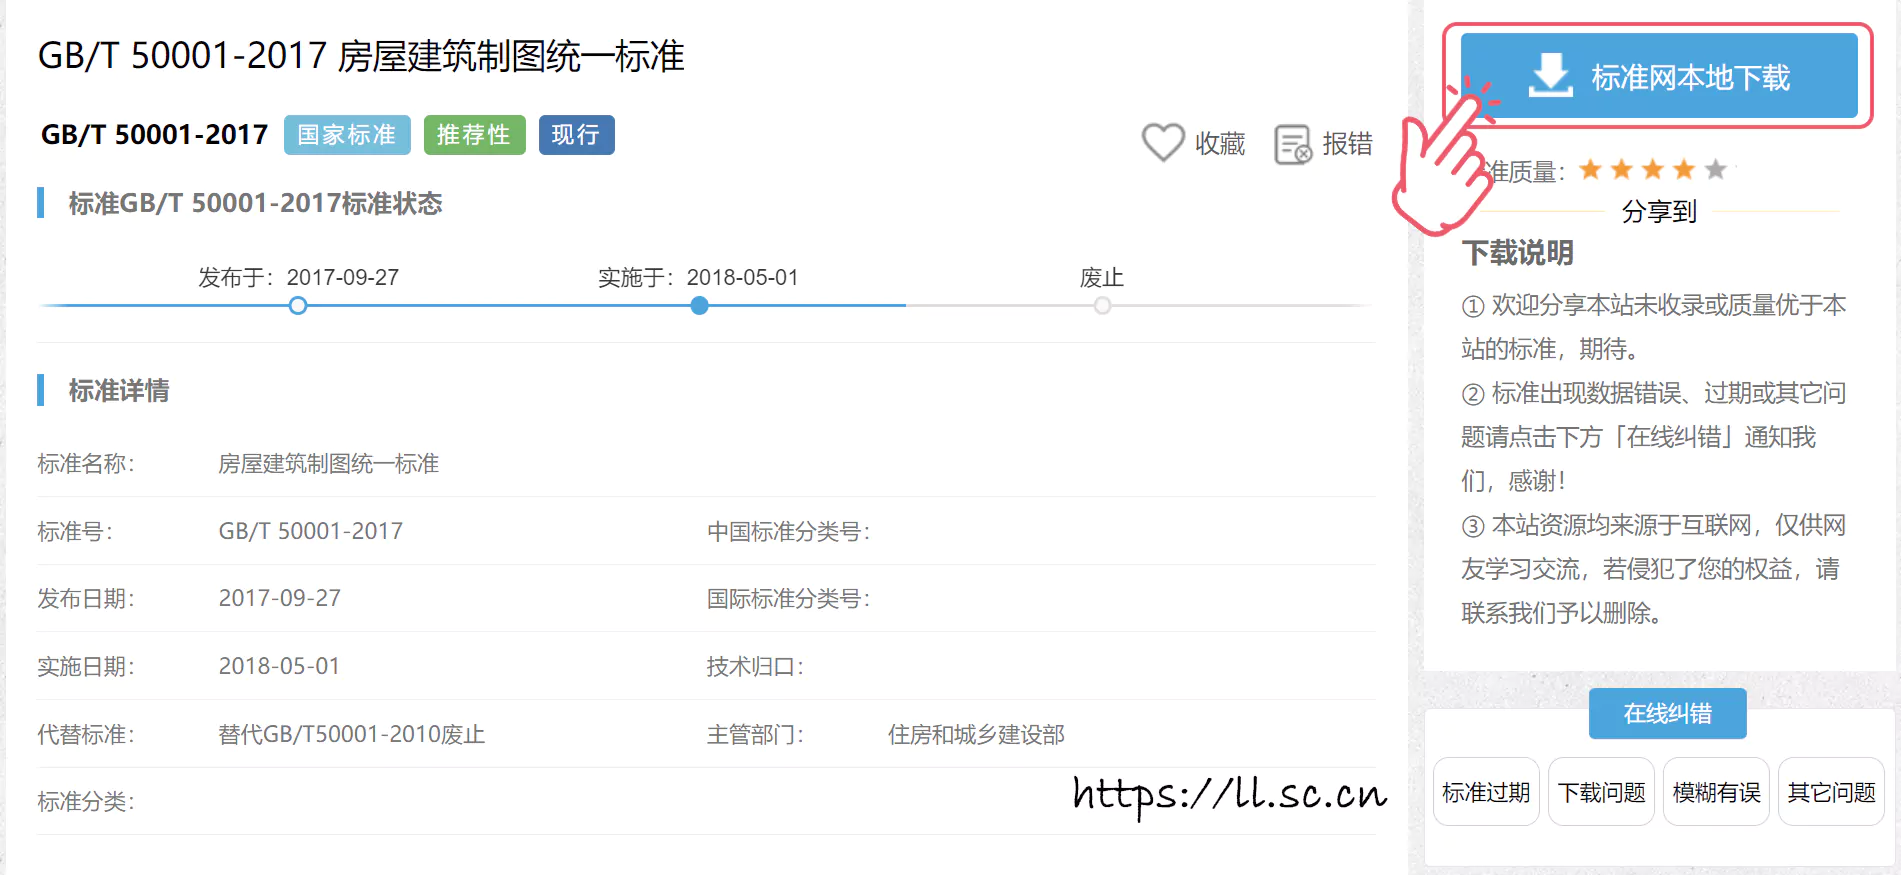 GB/T 50001-2017 房屋建筑制图统一标准
GB/T 50001-2017 国家标准 推荐性 现行
收藏 报错
标准GB/T 50001-2017标准状态
发布于：2017-09-27 实施于：2018-05-01 废止
标准详情
标准名称： 房屋建筑制图统一标准
标准号： GB/T 50001-2017 中国标准分类号：
发布日期： 2017-09-27 国际标准分类号：
实施日期： 2018-05-01 技术归口：
代替标准： 替代GB/T50001-2010废止 主管部门： 住房和城乡建设部
标准分类：
https://ll.sc.cn
标准网本地下载
准质量：
分享到
下载说明
① 欢迎分享本站未收录或质量优于本
站的标准，期待。
② 标准出现数据错误、过期或其它问
题请点击下方「在线纠错」通知我
们，感谢！
③ 本站资源均来源于互联网，仅供网
友学习交流，若侵犯了您的权益，请
联系我们予以删除。
在线纠错
标准过期 下载问题 模糊有误 其它问题